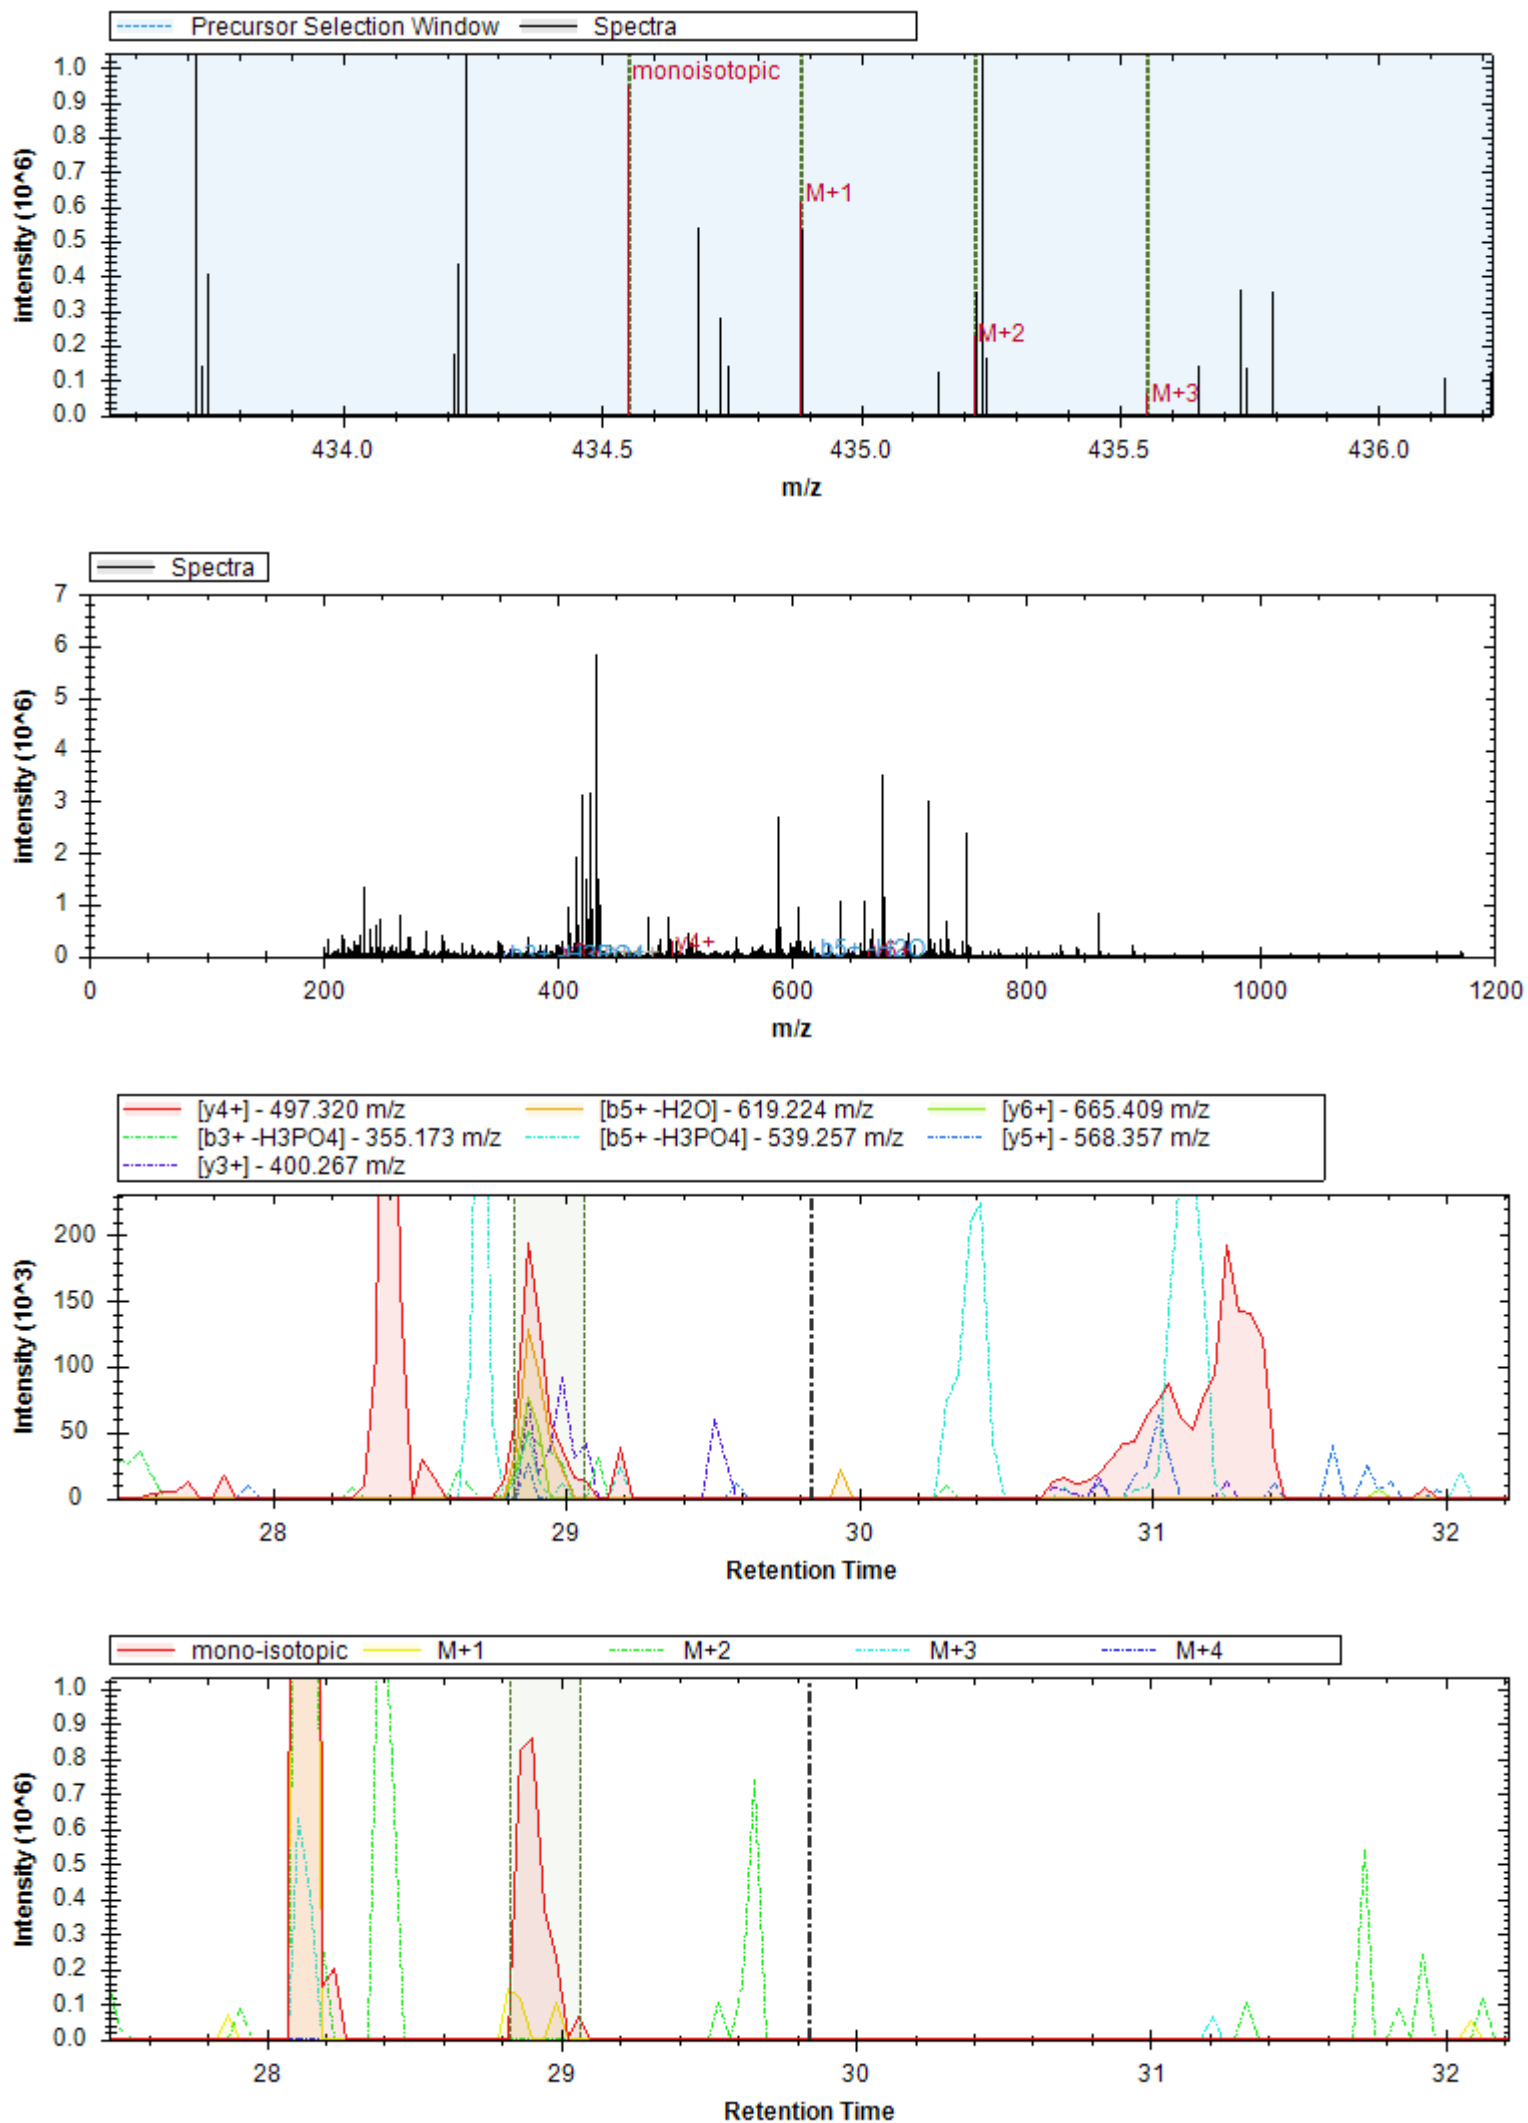 Precursor Selection Window Spectra
1.0
0.9
0.8
0.7
0.6
0.5
0.4
0.3
0.2
0.1
0.0
intensity (10^6)
monoisotopic
M+1
M+2
M+3
434.0 434.5 435.0 435.5 436.0
m/z
Spectra
7
6
5
4
3
2
1
0
intensity (10^6)
y4+
b5+ -H2O
0 200 400 600 800 1000 1200
m/z
[y4+] - 497.320 m/z [b5+ -H2O] - 619.224 m/z [y6+] - 665.409 m/z
[b3+ -H3PO4] - 355.173 m/z [b5+ -H3PO4] - 539.257 m/z [y5+] - 568.357 m/z
[y3+] - 400.267 m/z
200
150
100
50
0
Intensity (10^3)
28 29 30 31 32
Retention Time
mono-isotopic M+1 M+2 M+3 M+4
1.0
0.9
0.8
0.7
0.6
0.5
0.4
0.3
0.2
0.1
0.0
Intensity (10^6)
28 29 30 31 32
Retention Time